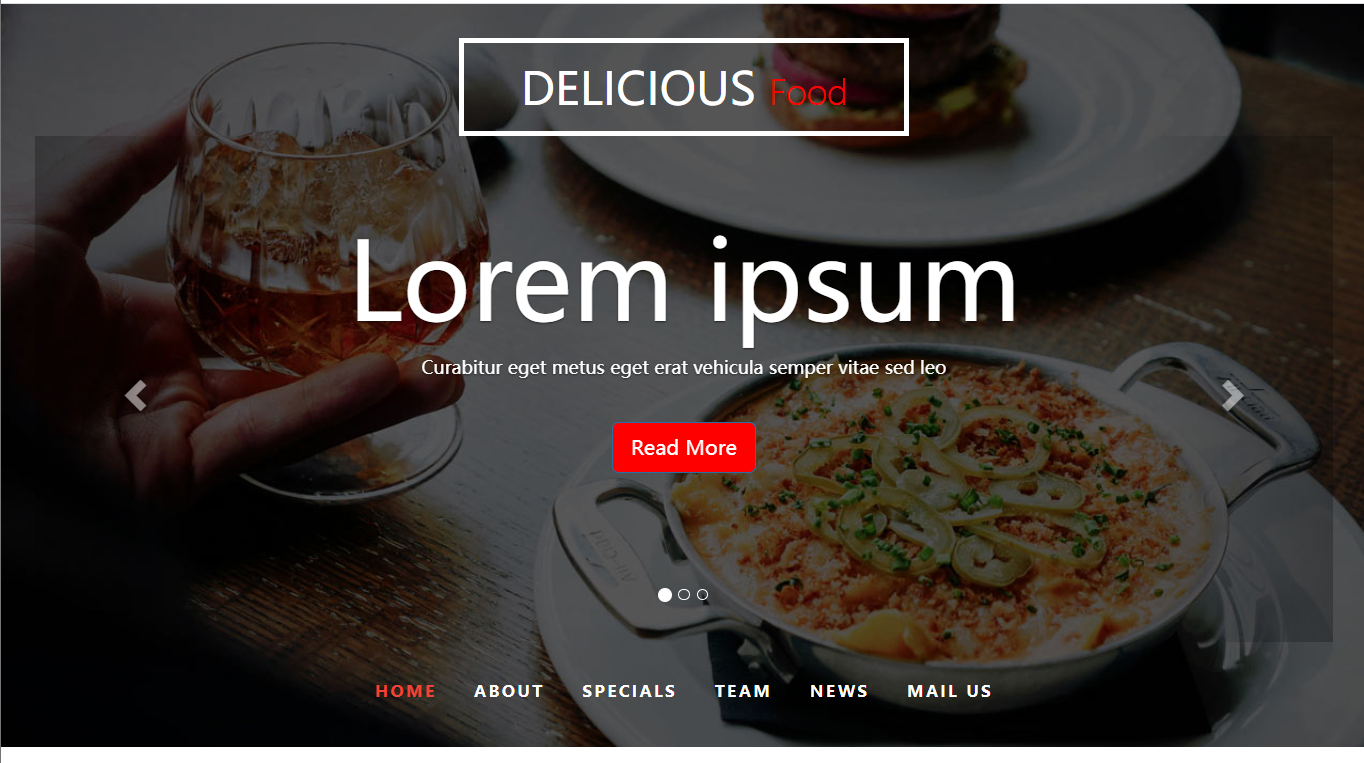 DELICIOUS Food
Lorem ipsum
Curabitur eget metus eget erat vehicula semper vitae sed leo
Read More
HOME ABOUT SPECIALS TEAM NEWS MAIL US